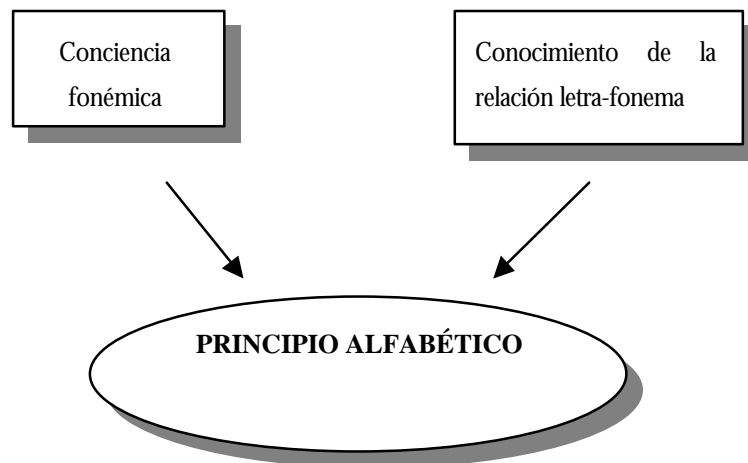 Conciencia
fonémica
Conocimiento de la
relación letra-fonema
PRINCIPIO ALFABÉTICO